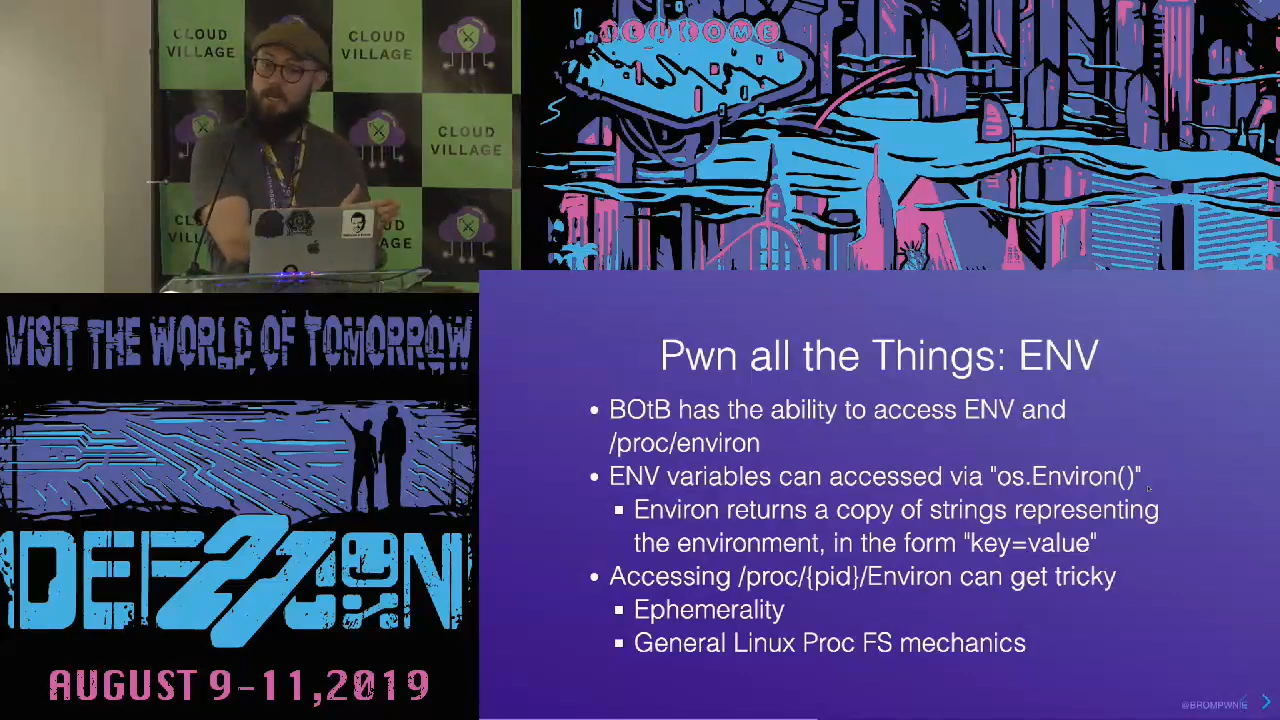 CLOUD
VILLAGE
CLOUD
VILLAGE
CLOUD
VILLAGE
WELCOME
VISIT THE WORLD OF TOMORROW
DEF27CON
AUGUST 9-11,2019
Pwn all the Things: ENV
• BOtB has the ability to access ENV and
/proc/environ
• ENV variables can accessed via "os.Environ()"
▪ Environ returns a copy of strings representing
the environment, in the form "key=value"
• Accessing /proc/{pid}/Environ can get tricky
▪ Ephemerality
▪ General Linux Proc FS mechanics
@BROMPWNIE